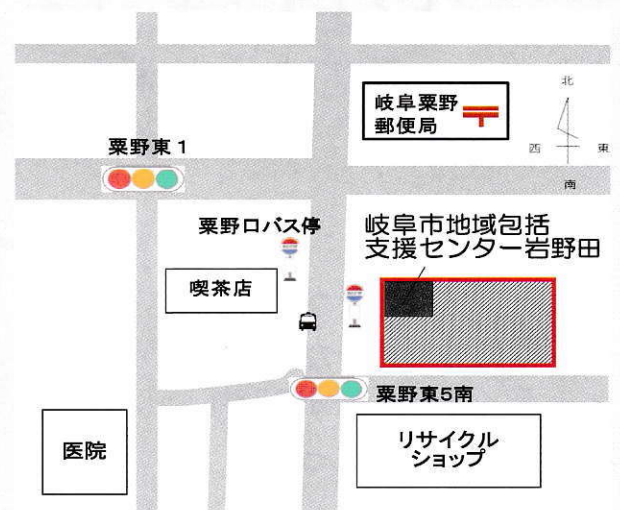 岐阜粟野
郵便局
北
西
東
南
粟野東1
粟野口バス停
岐阜市地域包括
支援センター岩野田
喫茶店
粟野東5南
医院
リサイクル
ショップ